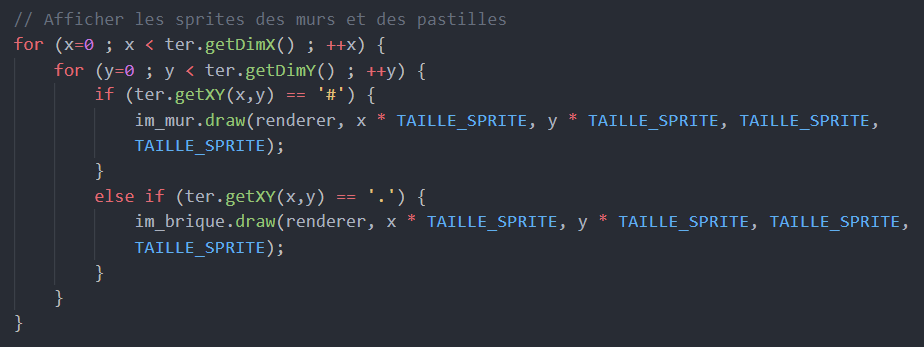 // Afficher les sprites des murs et des pastilles
for (x=0 ; x < ter.getDimX() ; ++x) {
    for (y=0 ; y < ter.getDimY() ; ++y) {
        if (ter.getXY(x,y) == '#') {
            im_mur.draw(renderer, x * TAILLE_SPRITE, y * TAILLE_SPRITE, TAILLE_SPRITE,
            TAILLE_SPRITE);
        }
        else if (ter.getXY(x,y) == '.') {
            im_brique.draw(renderer, x * TAILLE_SPRITE, y * TAILLE_SPRITE, TAILLE_SPRITE,
            TAILLE_SPRITE);
        }
    }
}